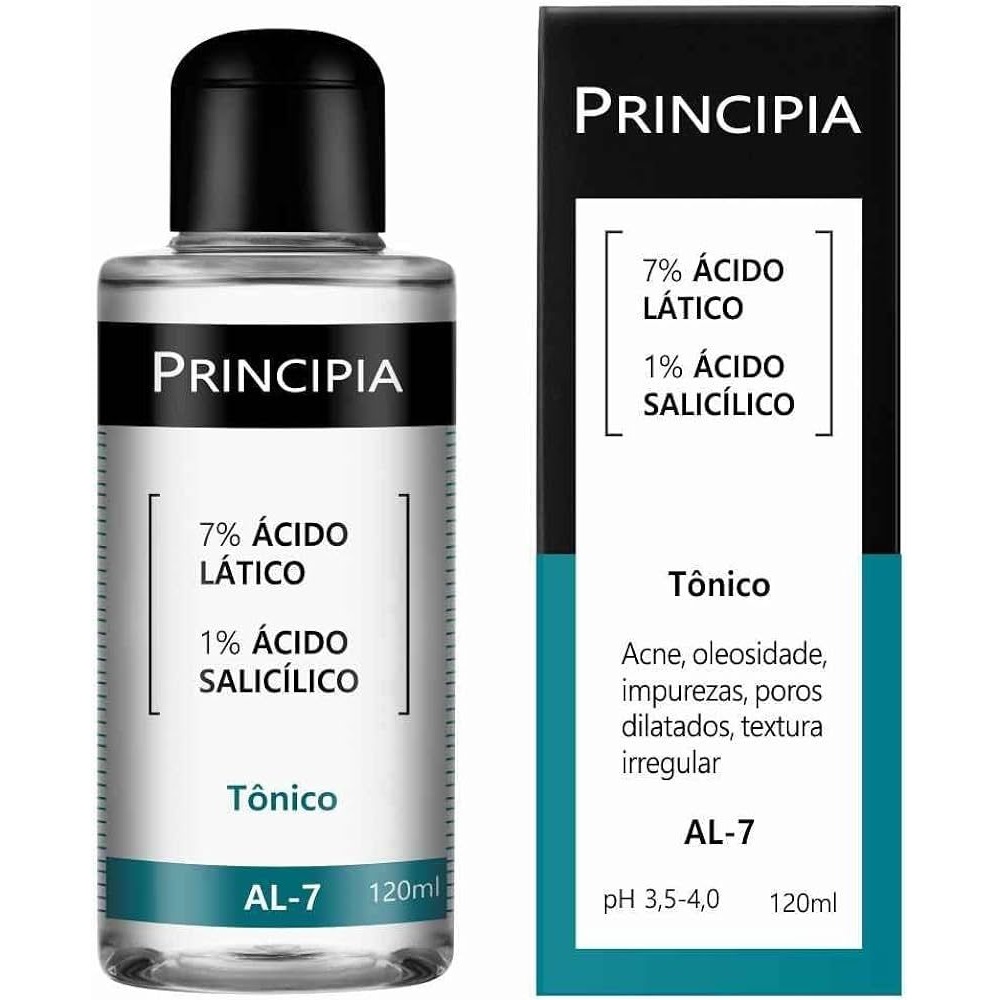 PRINCIPIA
7% ÁCIDO
LÁTICO
1% ÁCIDO
SALICÍLICO
Tônico
AL-7 120ml
PRINCIPIA
7% ÁCIDO
LÁTICO
1% ÁCIDO
SALICÍLICO
Tônico
Acne, oleosidade,
impurezas, poros
dilatados, textura
irregular
AL-7
pH 3,5-4,0 120ml